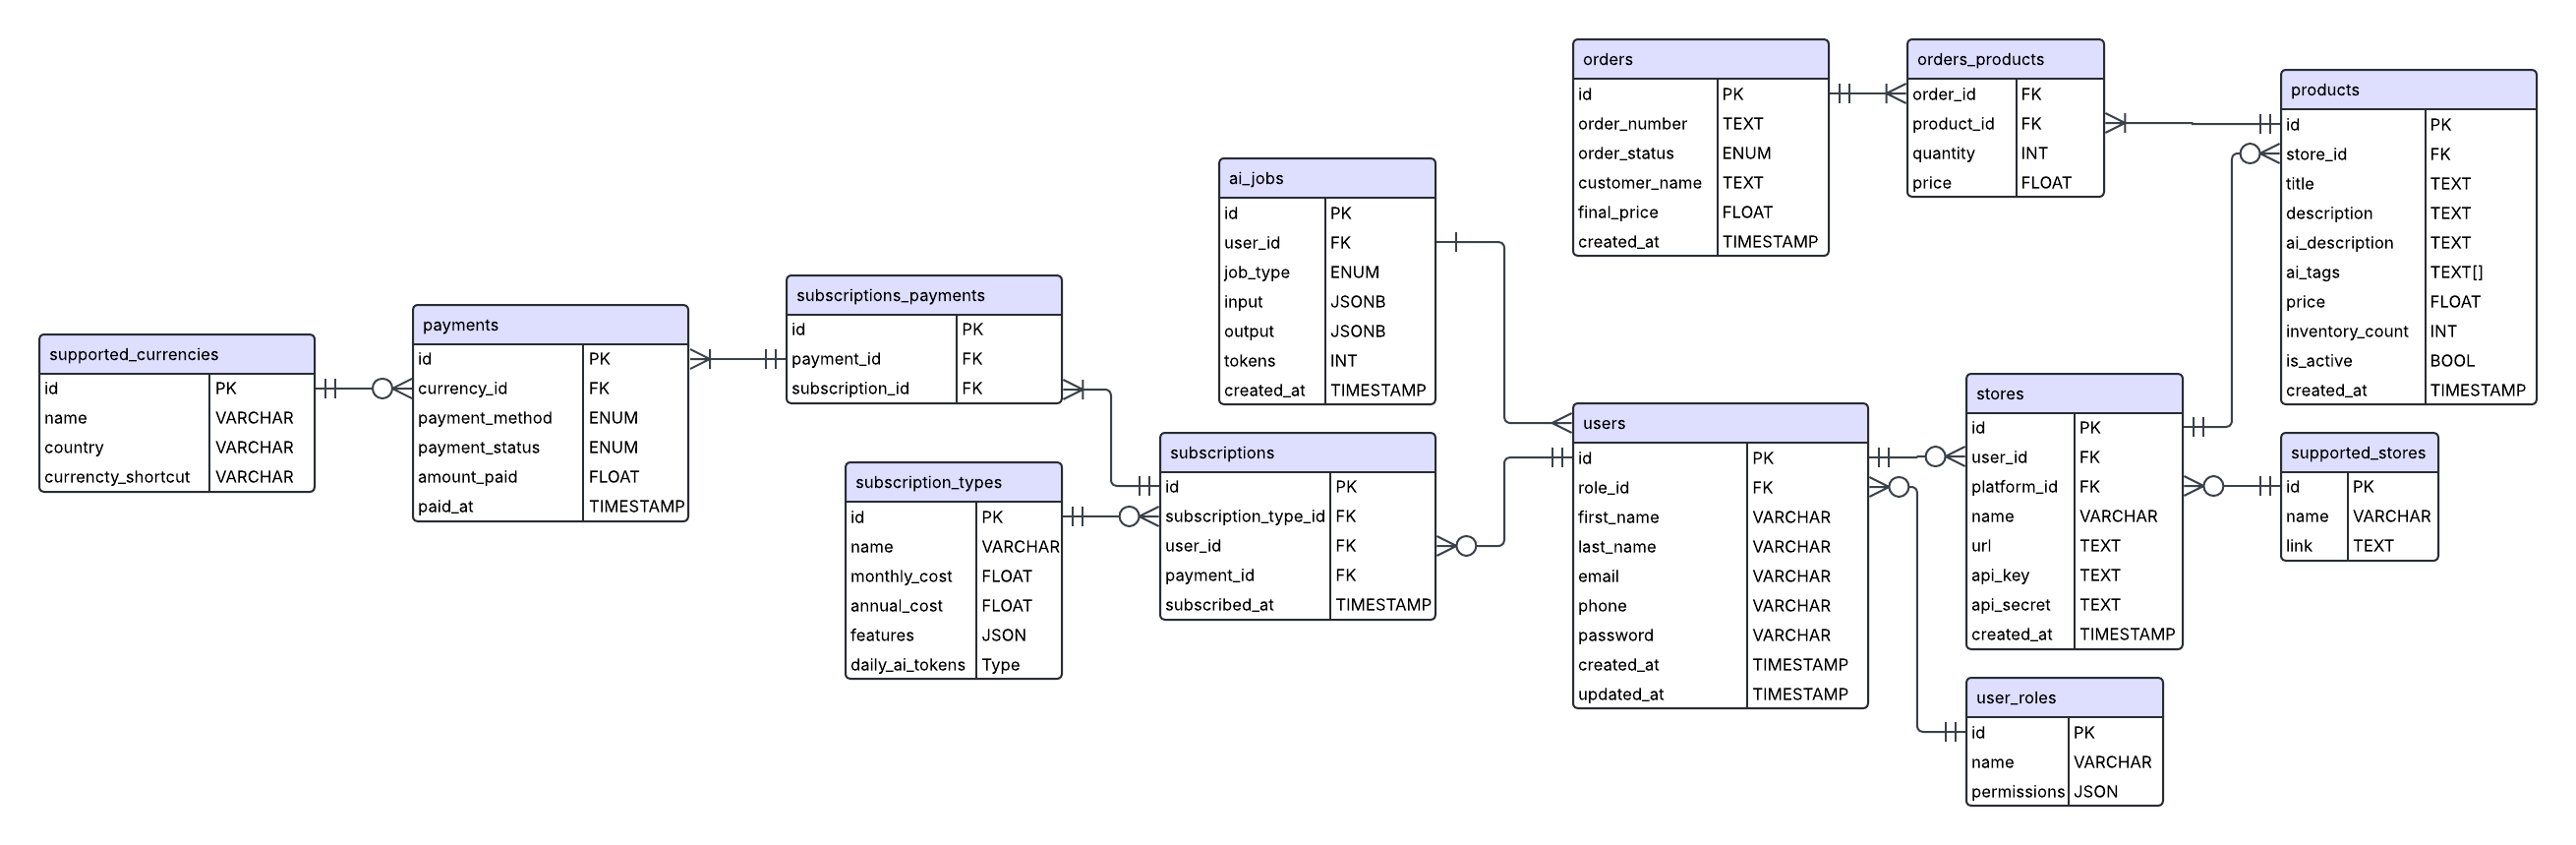 supported_currencies
id PK
name VARCHAR
country VARCHAR
currencty_shortcut VARCHAR
payments
id PK
currency_id FK
payment_method ENUM
payment_status ENUM
amount_paid FLOAT
paid_at TIMESTAMP
subscriptions_payments
id PK
payment_id FK
subscription_id FK
subscription_types
id PK
name VARCHAR
monthly_cost FLOAT
annual_cost FLOAT
features JSON
daily_ai_tokens Type
ai_jobs
id PK
user_id FK
job_type ENUM
input JSONB
output JSONB
tokens INT
created_at TIMESTAMP
subscriptions
id PK
subscription_type_id FK
user_id FK
payment_id FK
subscribed_at TIMESTAMP
orders
id PK
order_number TEXT
order_status ENUM
customer_name TEXT
final_price FLOAT
created_at TIMESTAMP
users
id PK
role_id FK
first_name VARCHAR
last_name VARCHAR
email VARCHAR
phone VARCHAR
password VARCHAR
created_at TIMESTAMP
updated_at TIMESTAMP
orders_products
order_id FK
product_id FK
quantity INT
price FLOAT
stores
id PK
user_id FK
platform_id FK
name VARCHAR
url TEXT
api_key TEXT
api_secret TEXT
created_at TIMESTAMP
user_roles
id PK
name VARCHAR
permissions JSON
products
id PK
store_id FK
title TEXT
description TEXT
ai_description TEXT
ai_tags TEXT[]
price FLOAT
inventory_count INT
is_active BOOL
created_at TIMESTAMP
supported_stores
id PK
name VARCHAR
link TEXT